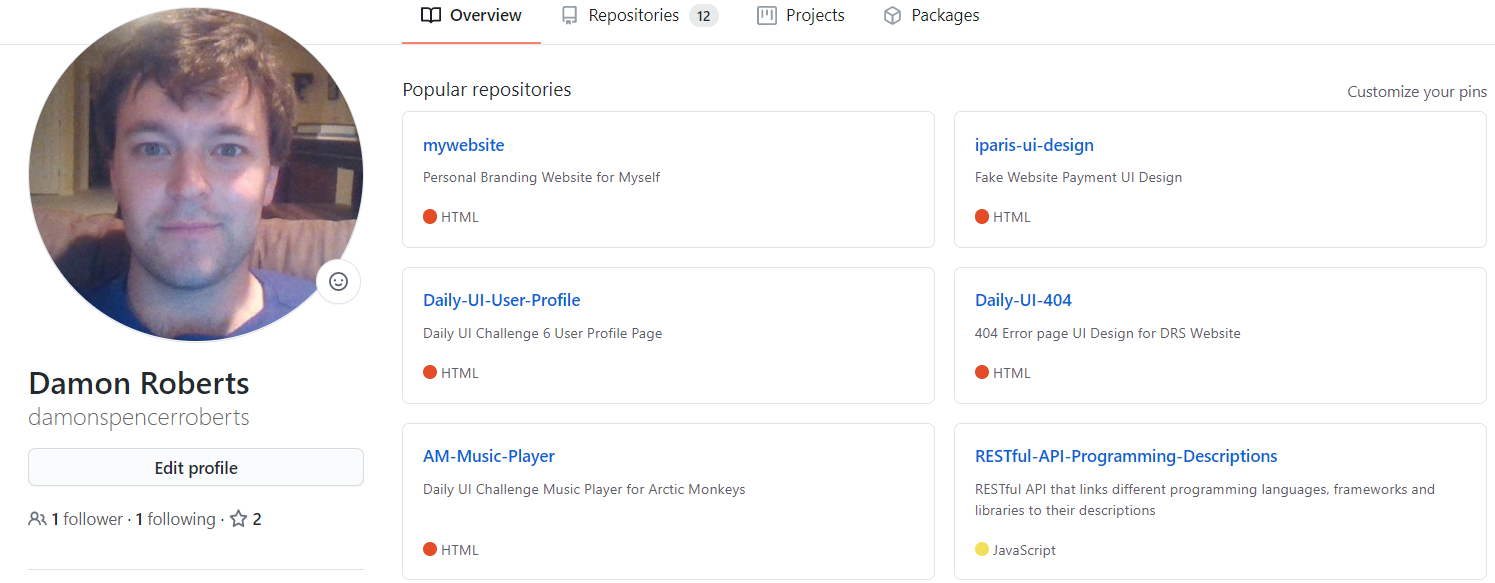 Overview
Repositories 12
Projects
Packages
Damon Roberts
damonspencerroberts
Edit profile
1 follower · 1 following · 2
Popular repositories
Customize your pins
mywebsite
Personal Branding Website for Myself
HTML
iparis-ui-design
Fake Website Payment UI Design
HTML
Daily-UI-User-Profile
Daily UI Challenge 6 User Profile Page
HTML
Daily-UI-404
404 Error page UI Design for DRS Website
HTML
AM-Music-Player
Daily UI Challenge Music Player for Arctic Monkeys
HTML
RESTful-API-Programming-Descriptions
RESTful API that links different programming languages, frameworks and
libraries to their descriptions
JavaScript